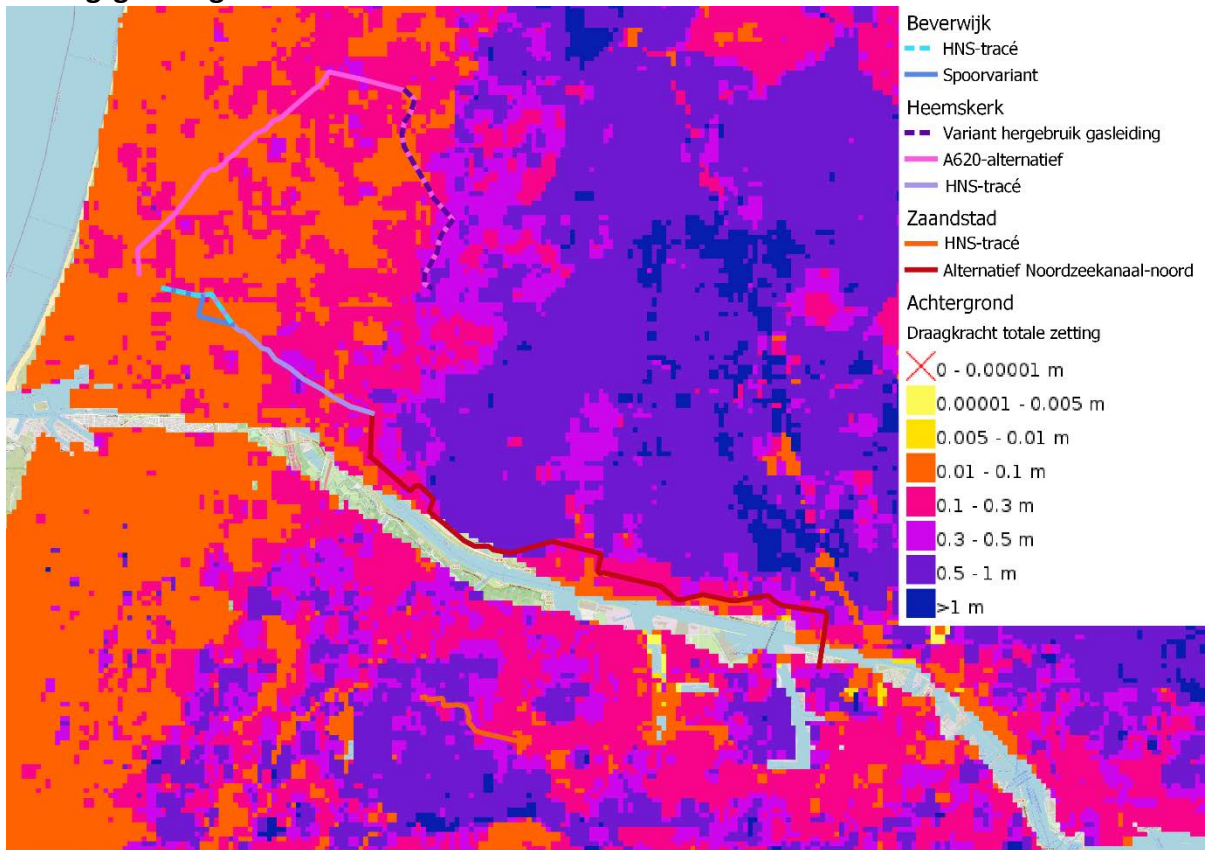 Beverwijk
HNS-tracé
Spoorvariant
Heemskerk
Variant hergebruik gasleiding
A620-alternatief
HNS-tracé
Zaandstad
HNS-tracé
Alternatief Noordzeekanaal-noord
Achtergrond
Draagkracht totale zetting
0 - 0.00001 m
0.00001 - 0.005 m
0.005 - 0.01 m
0.01 - 0.1 m
0.1 - 0.3 m
0.3 - 0.5 m
0.5 - 1 m
>1 m